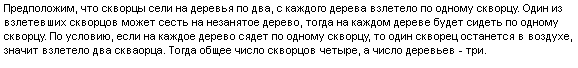 Предположим, что скворцы сели на деревья по два, с каждого дерева взлетело по одному скворцу. Один из
взлетевших скворцов может сесть на незанятое дерево, тогда на каждом дереве будет сидеть по одному
скворцу. По условию, если на каждое дерево сядет по одному скворцу, то один скворец останется в воздухе,
значит взлетело два скваорца. Тогда общее число скворцов четыре, а число деревьев - три.